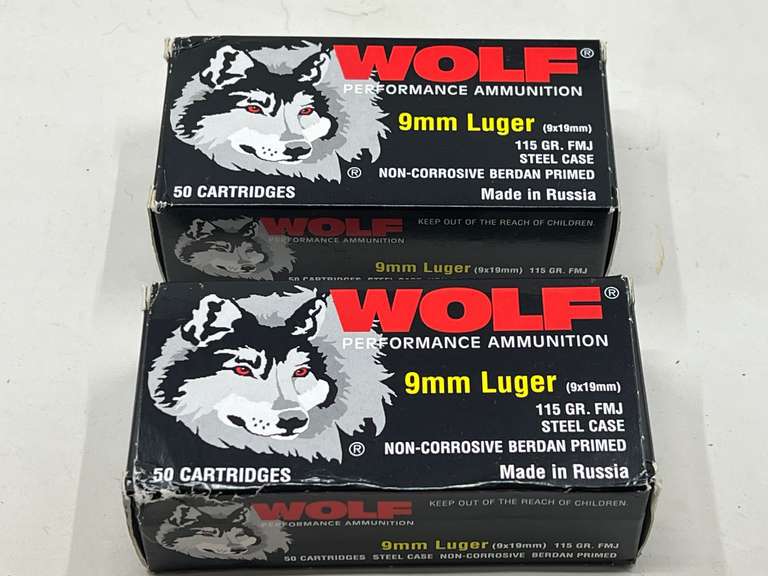 WOLF®
PERFORMANCE AMMUNITION
9mm Luger (9x19mm)
115 GR. FMJ
STEEL CASE
NON-CORROSIVE BERDAN PRIMED
®
50 CARTRIDGES Made in Russia
WOLF KEEP OUT OF THE REACH OF CHILDREN.
PERFORMANCE AMMUNITION
9mm Luger (9x19mm) 115 GR. FMJ
50 CARTRIDGES STEEL CASE
WOLF®
PERFORMANCE AMMUNITION
9mm Luger (9x19mm)
115 GR. FMJ
STEEL CASE
NON-CORROSIVE BERDAN PRIMED
®
50 CARTRIDGES Made in Russia
WOLF KEEP OUT OF THE REACH OF CHILDREN.
PERFORMANCE AMMUNITION
9mm Luger (9x19mm) 115 GR. FMJ
50 CARTRIDGES STEEL CASE NON-CORROSIVE BERDAN PRIMED